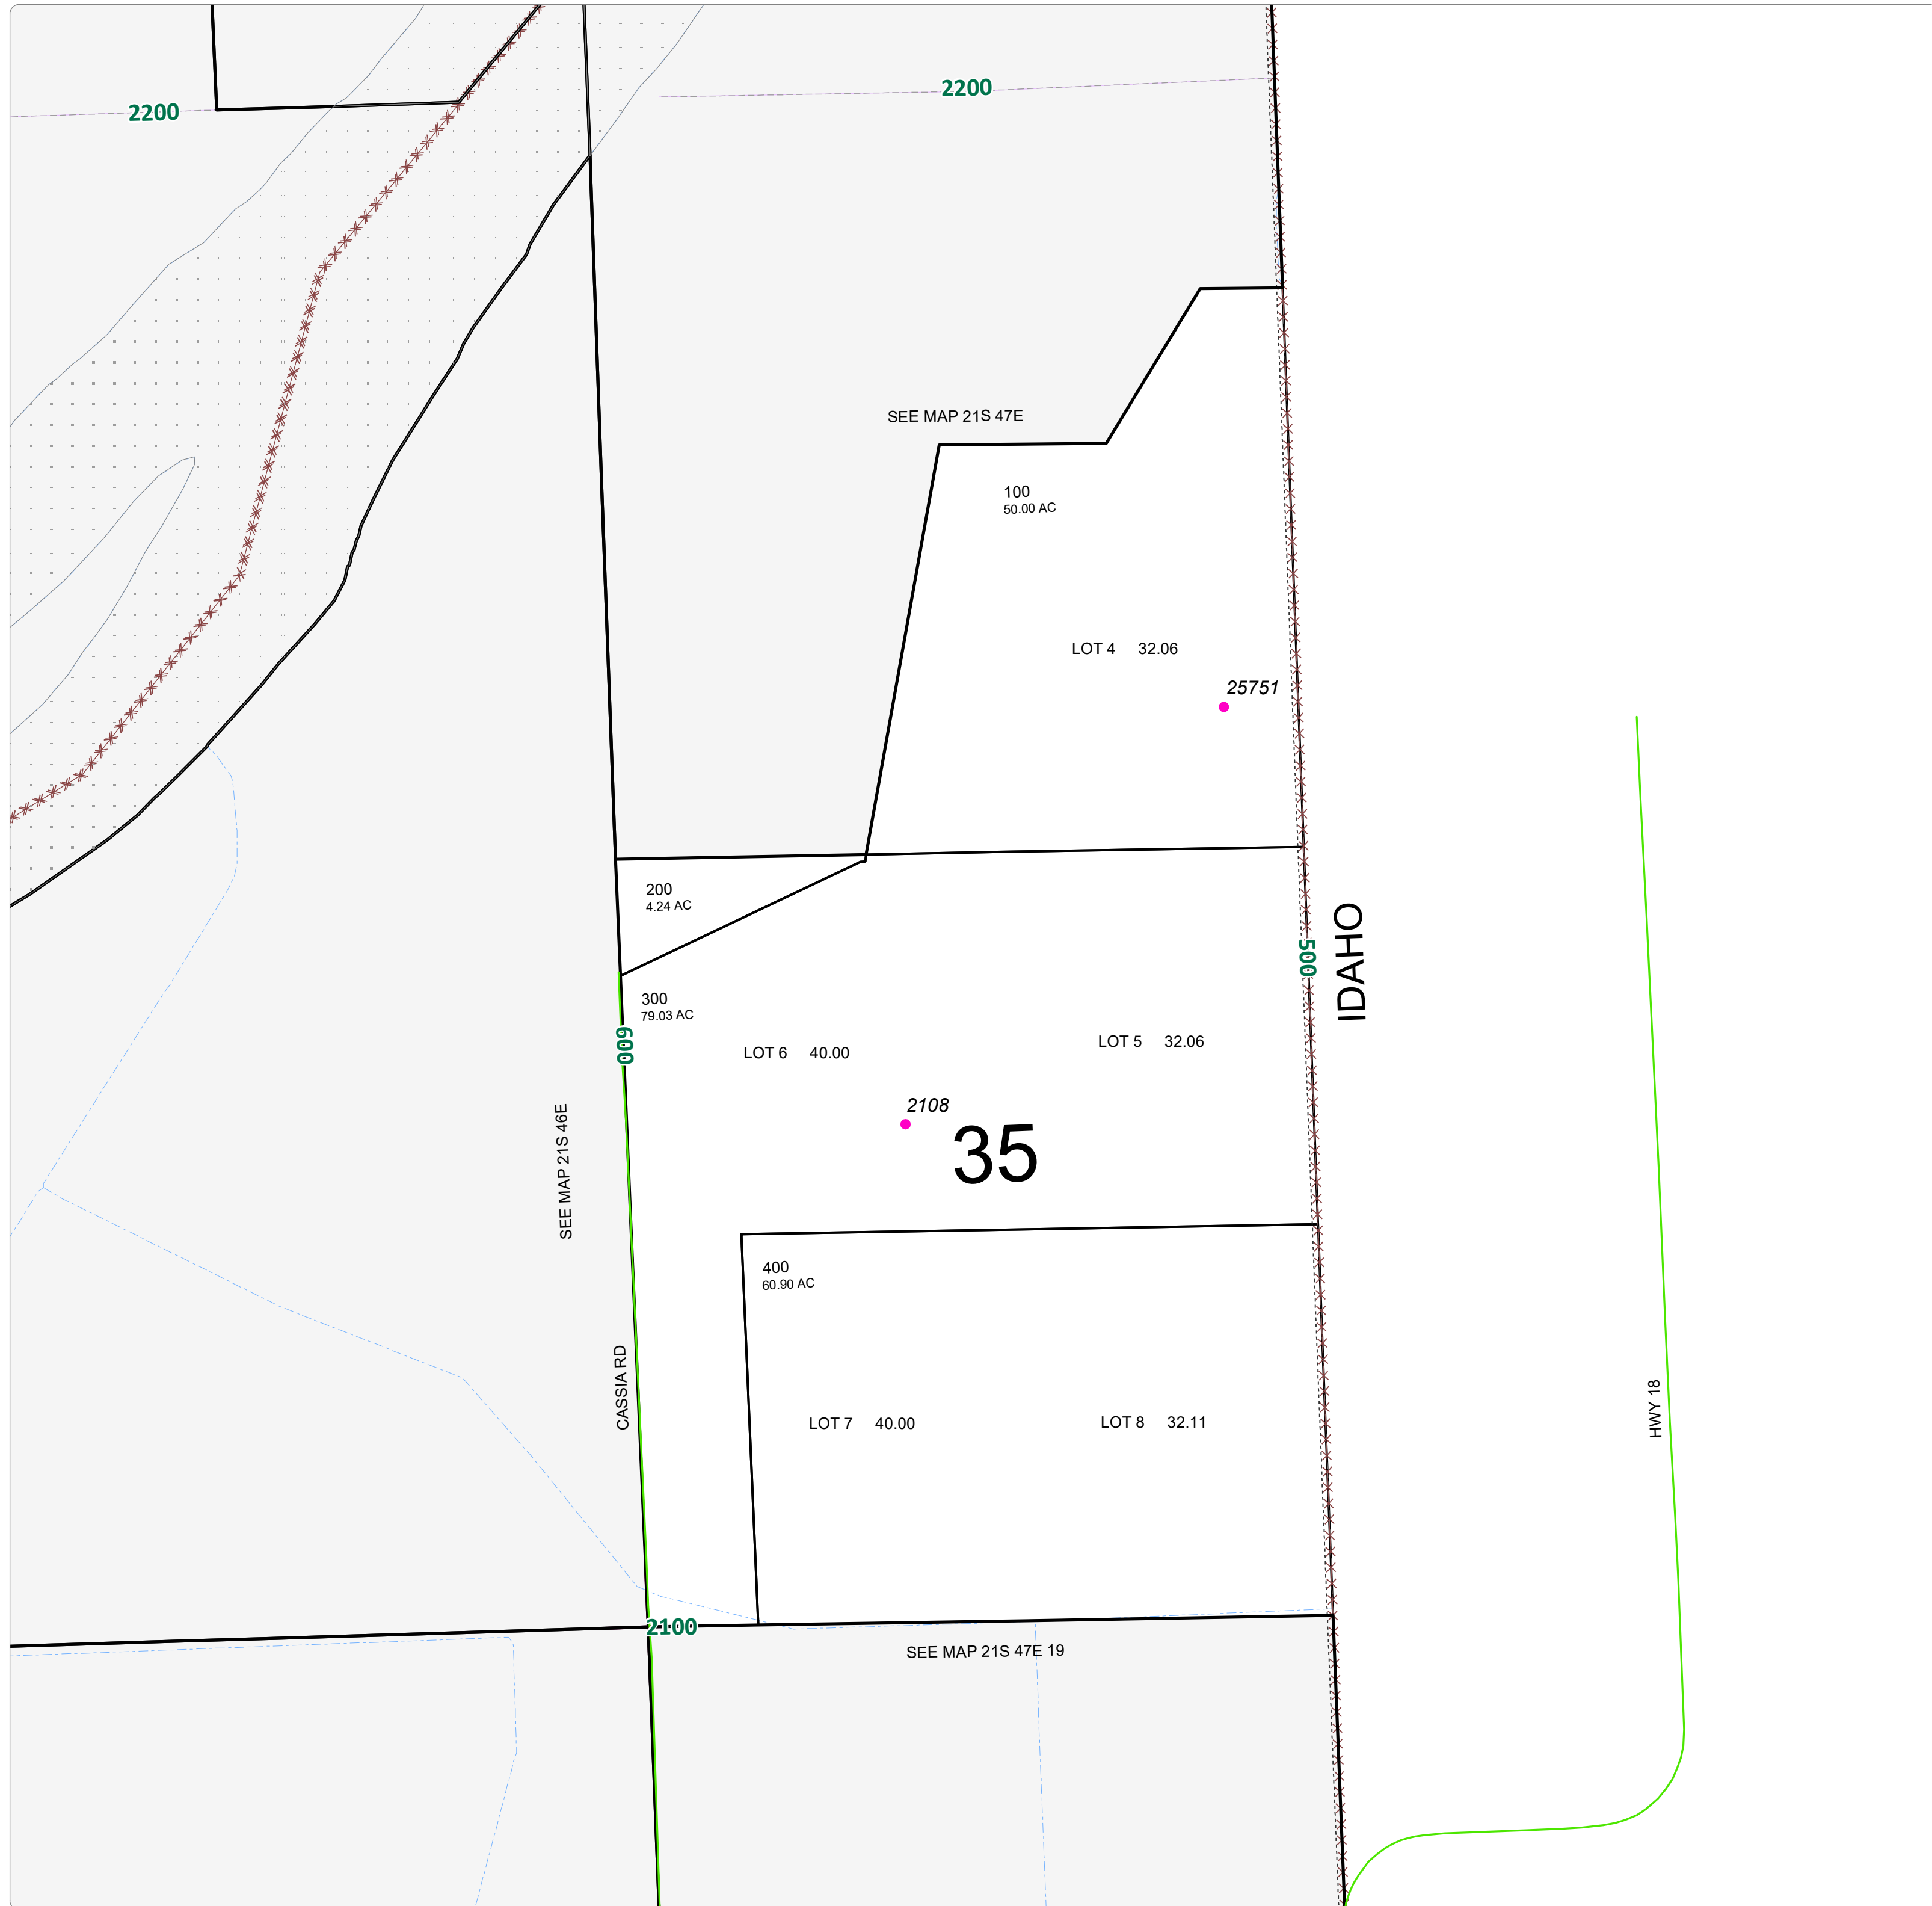 2200
2200
SEE MAP 21S 47E
100
50.00 AC
LOT 4 32.06
25751
200
4.24 AC
500
IDAHO
300
79.03 AC
600
LOT 6 40.00
LOT 5 32.06
2108
35
SEE MAP 21S 46E
400
60.90 AC
CASSIA RD
HWY 18
LOT 7 40.00
LOT 8 32.11
2100
SEE MAP 21S 47E 19